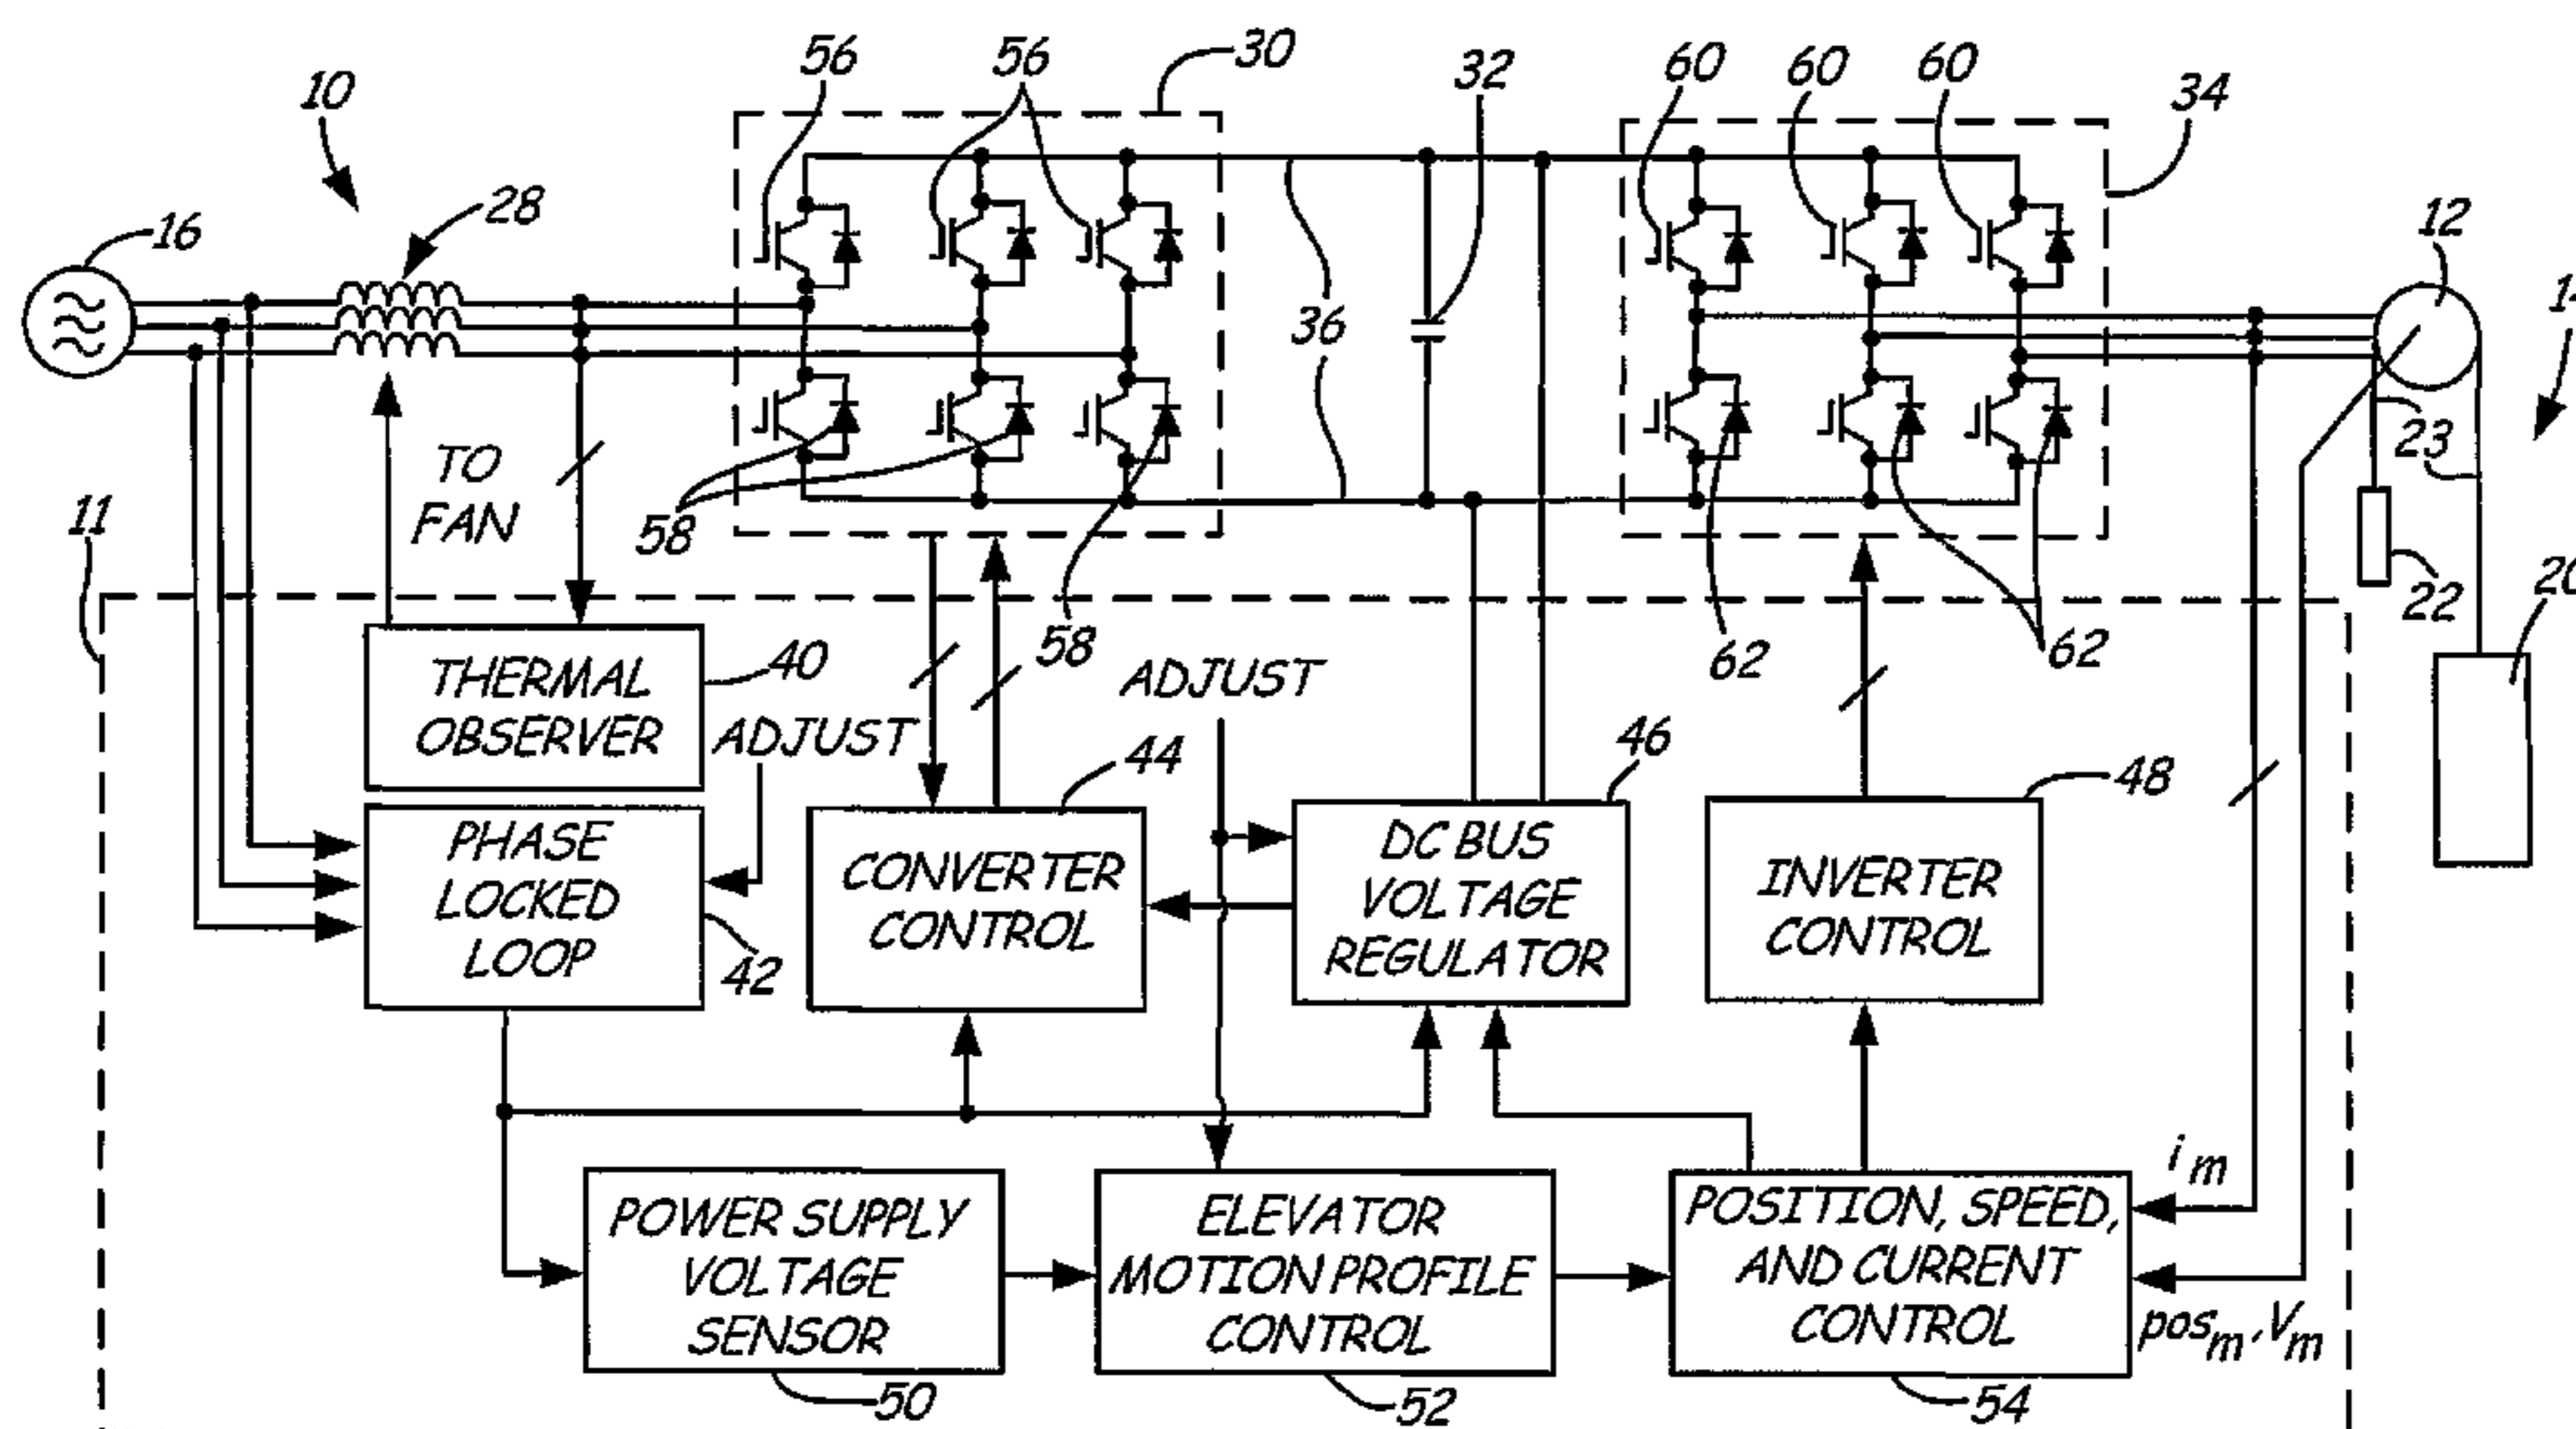 56
56
30
32
60
60
60
34
10
28
16
12
36
23
TO
FAN
11
58
58
22
62
62
THERMAL
OBSERVER
40
ADJUST
ADJUST
44
46
48
PHASE
LOCKED
LOOP
42
CONVERTER
CONTROL
DC BUS
VOLTAGE
REGULATOR
INVERTER
CONTROL
POWER SUPPLY
VOLTAGE
SENSOR
50
ELEVATOR
MOTION PROFILE
CONTROL
52
POSITION, SPEED,
AND CURRENT
CONTROL
54
i m
pos m , V m